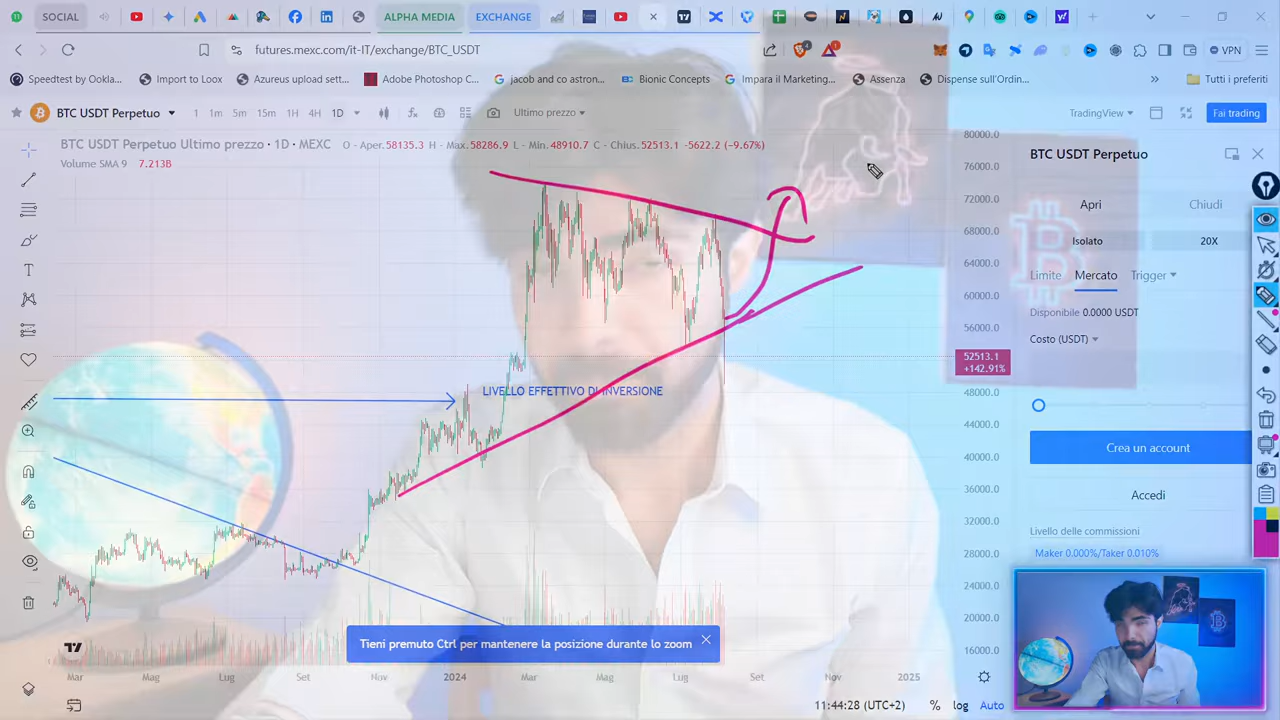 SOCIAL ALPHA MEDIA EXCHANGE
futures.mexc.com/it-IT/exchange/BTC_USDT VPN
Speedtest by Ookla... Import to Loox Azureus upload sett... Adobe Photoshop C... jacob and co astron... Bionic Concepts Impara il Marketing... Assenza Dispense sull'Ordin... » Tutti i preferiti
BTC USDT Perpetuo 1 1m 5m 15m 1H 4H 1D Ultimo prezzo TradingView Fai trading
BTC USDT Perpetuo Ultimo prezzo · 1D · MEXC O - Aper.58135.3 H - Max.58286.9 L - Min.48910.7 C - Chius.52513.1 -5622.2 (-9.67%)
Volume SMA 9 7.213B
80000.0
76000.0
72000.0
68000.0
64000.0
60000.0
56000.0
52513.1
+142.91%
48000.0
44000.0
40000.0
36000.0
32000.0
28000.0
24000.0
20000.0
16000.0
LIVELLO EFFETTIVO DI INVERSIONE
Tieni premuto Ctrl per mantenere la posizione durante lo zoom
Mar Mag Lug Set Nov 2024 Mar Mag Lug Set Nov 2025
11:44:28 (UTC+2) % log Auto
BTC USDT Perpetuo
Apri Chiudi
Isolato 20X
Limite Mercato Trigger
Disponibile 0.0000 USDT
Costo (USDT)
Crea un account
Accedi
Livello delle commissioni
Maker 0.000%/Taker 0.010%